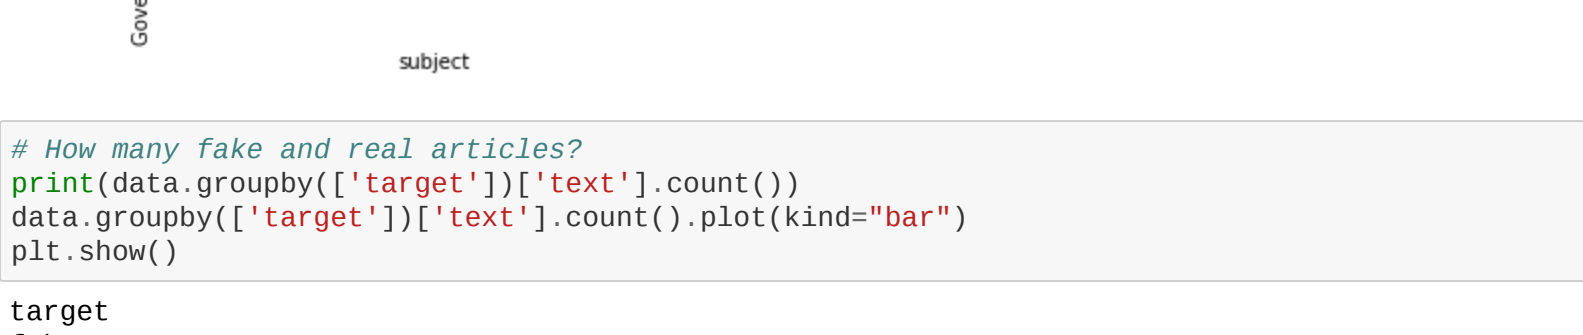 Gove
subject
# How many fake and real articles?
print(data.groupby(['target'])['text'].count())
data.groupby(['target'])['text'].count().plot(kind="bar")
plt.show()
target